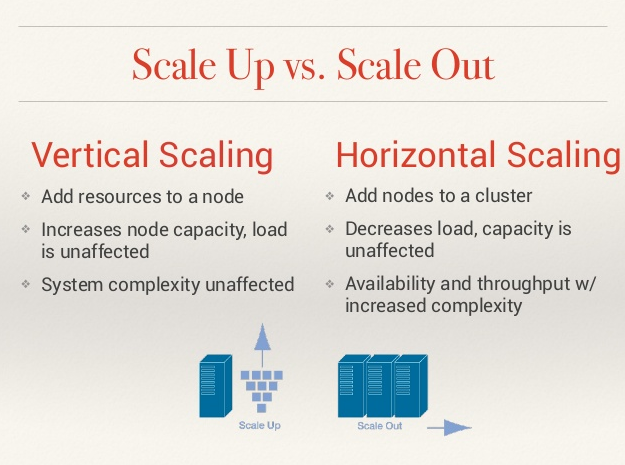 Scale Up vs. Scale Out
Vertical Scaling
Add resources to a node
Increases node capacity, load
is unaffected
System complexity unaffected
Horizontal Scaling
Add nodes to a cluster
Decreases load, capacity is
unaffected
Availability and throughput w/
increased complexity
Scale Up
Scale Out